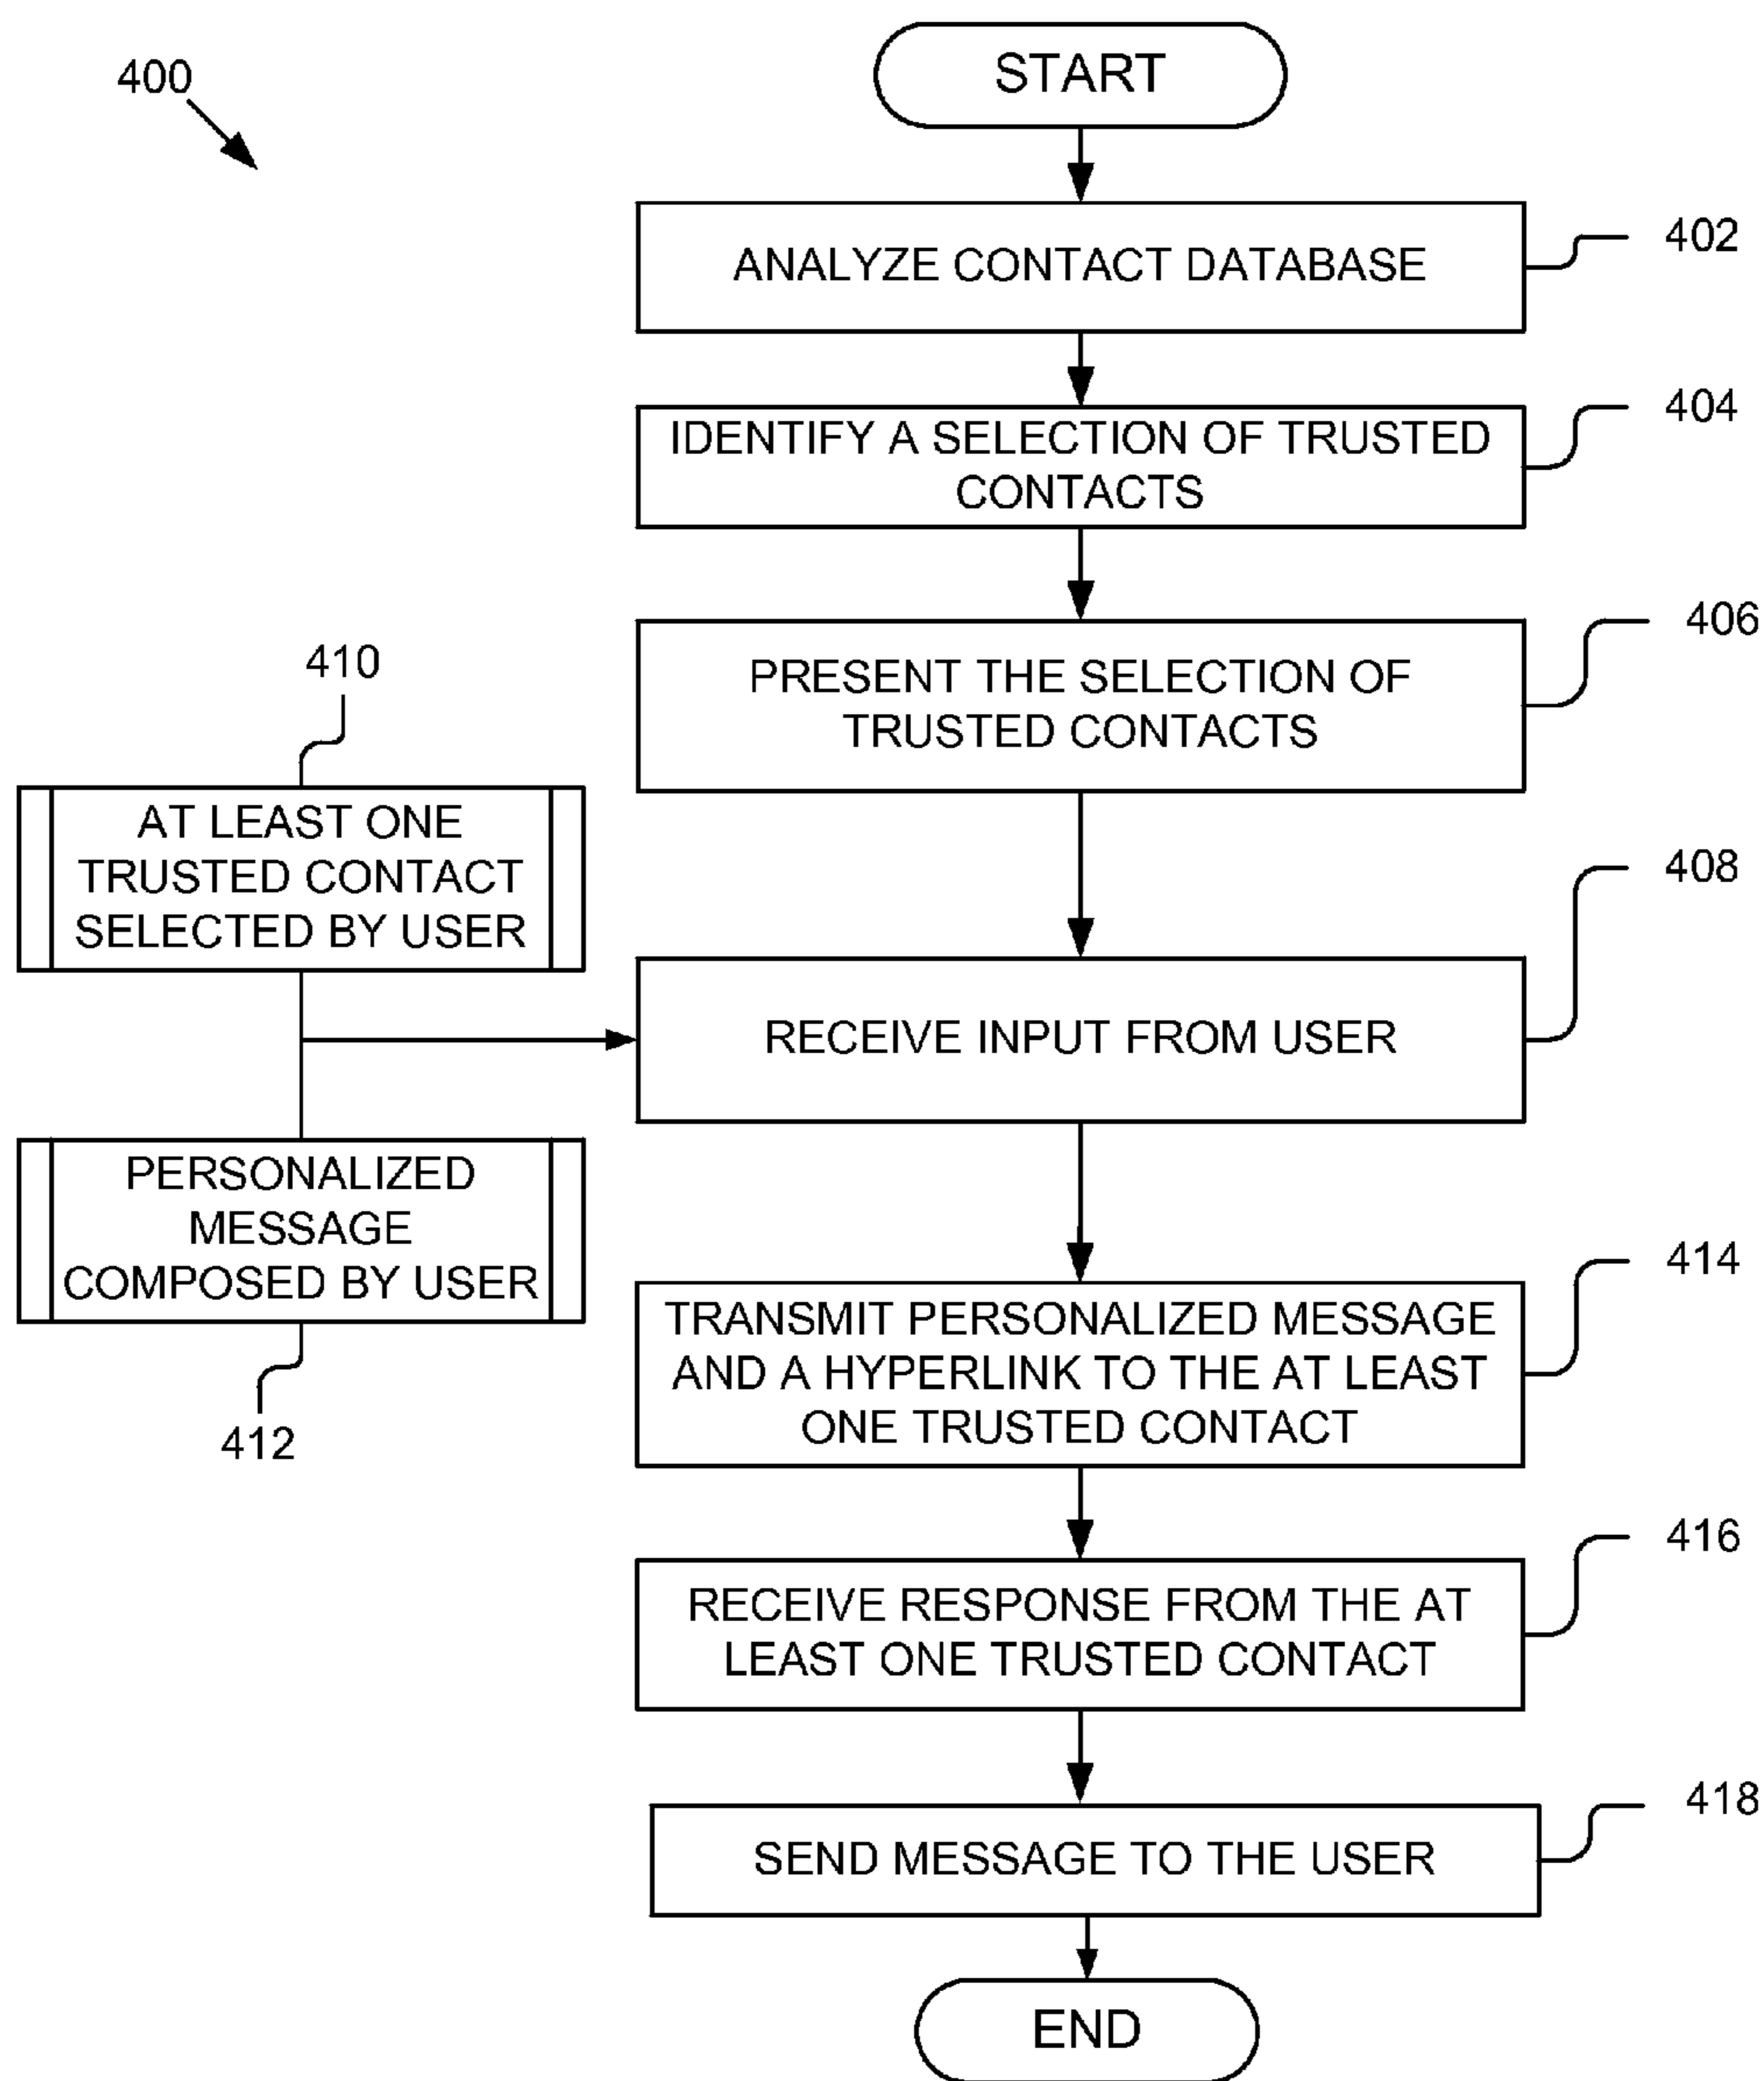 400
START
ANALYZE CONTACT DATABASE
402
IDENTIFY A SELECTION OF TRUSTED
CONTACTS
404
PRESENT THE SELECTION OF
TRUSTED CONTACTS
406
410
AT LEAST ONE
TRUSTED CONTACT
SELECTED BY USER
RECEIVE INPUT FROM USER
408
PERSONALIZED
MESSAGE
COMPOSED BY USER
412
TRANSMIT PERSONALIZED MESSAGE
AND A HYPERLINK TO THE AT LEAST
ONE TRUSTED CONTACT
414
RECEIVE RESPONSE FROM THE AT
LEAST ONE TRUSTED CONTACT
416
SEND MESSAGE TO THE USER
418
END